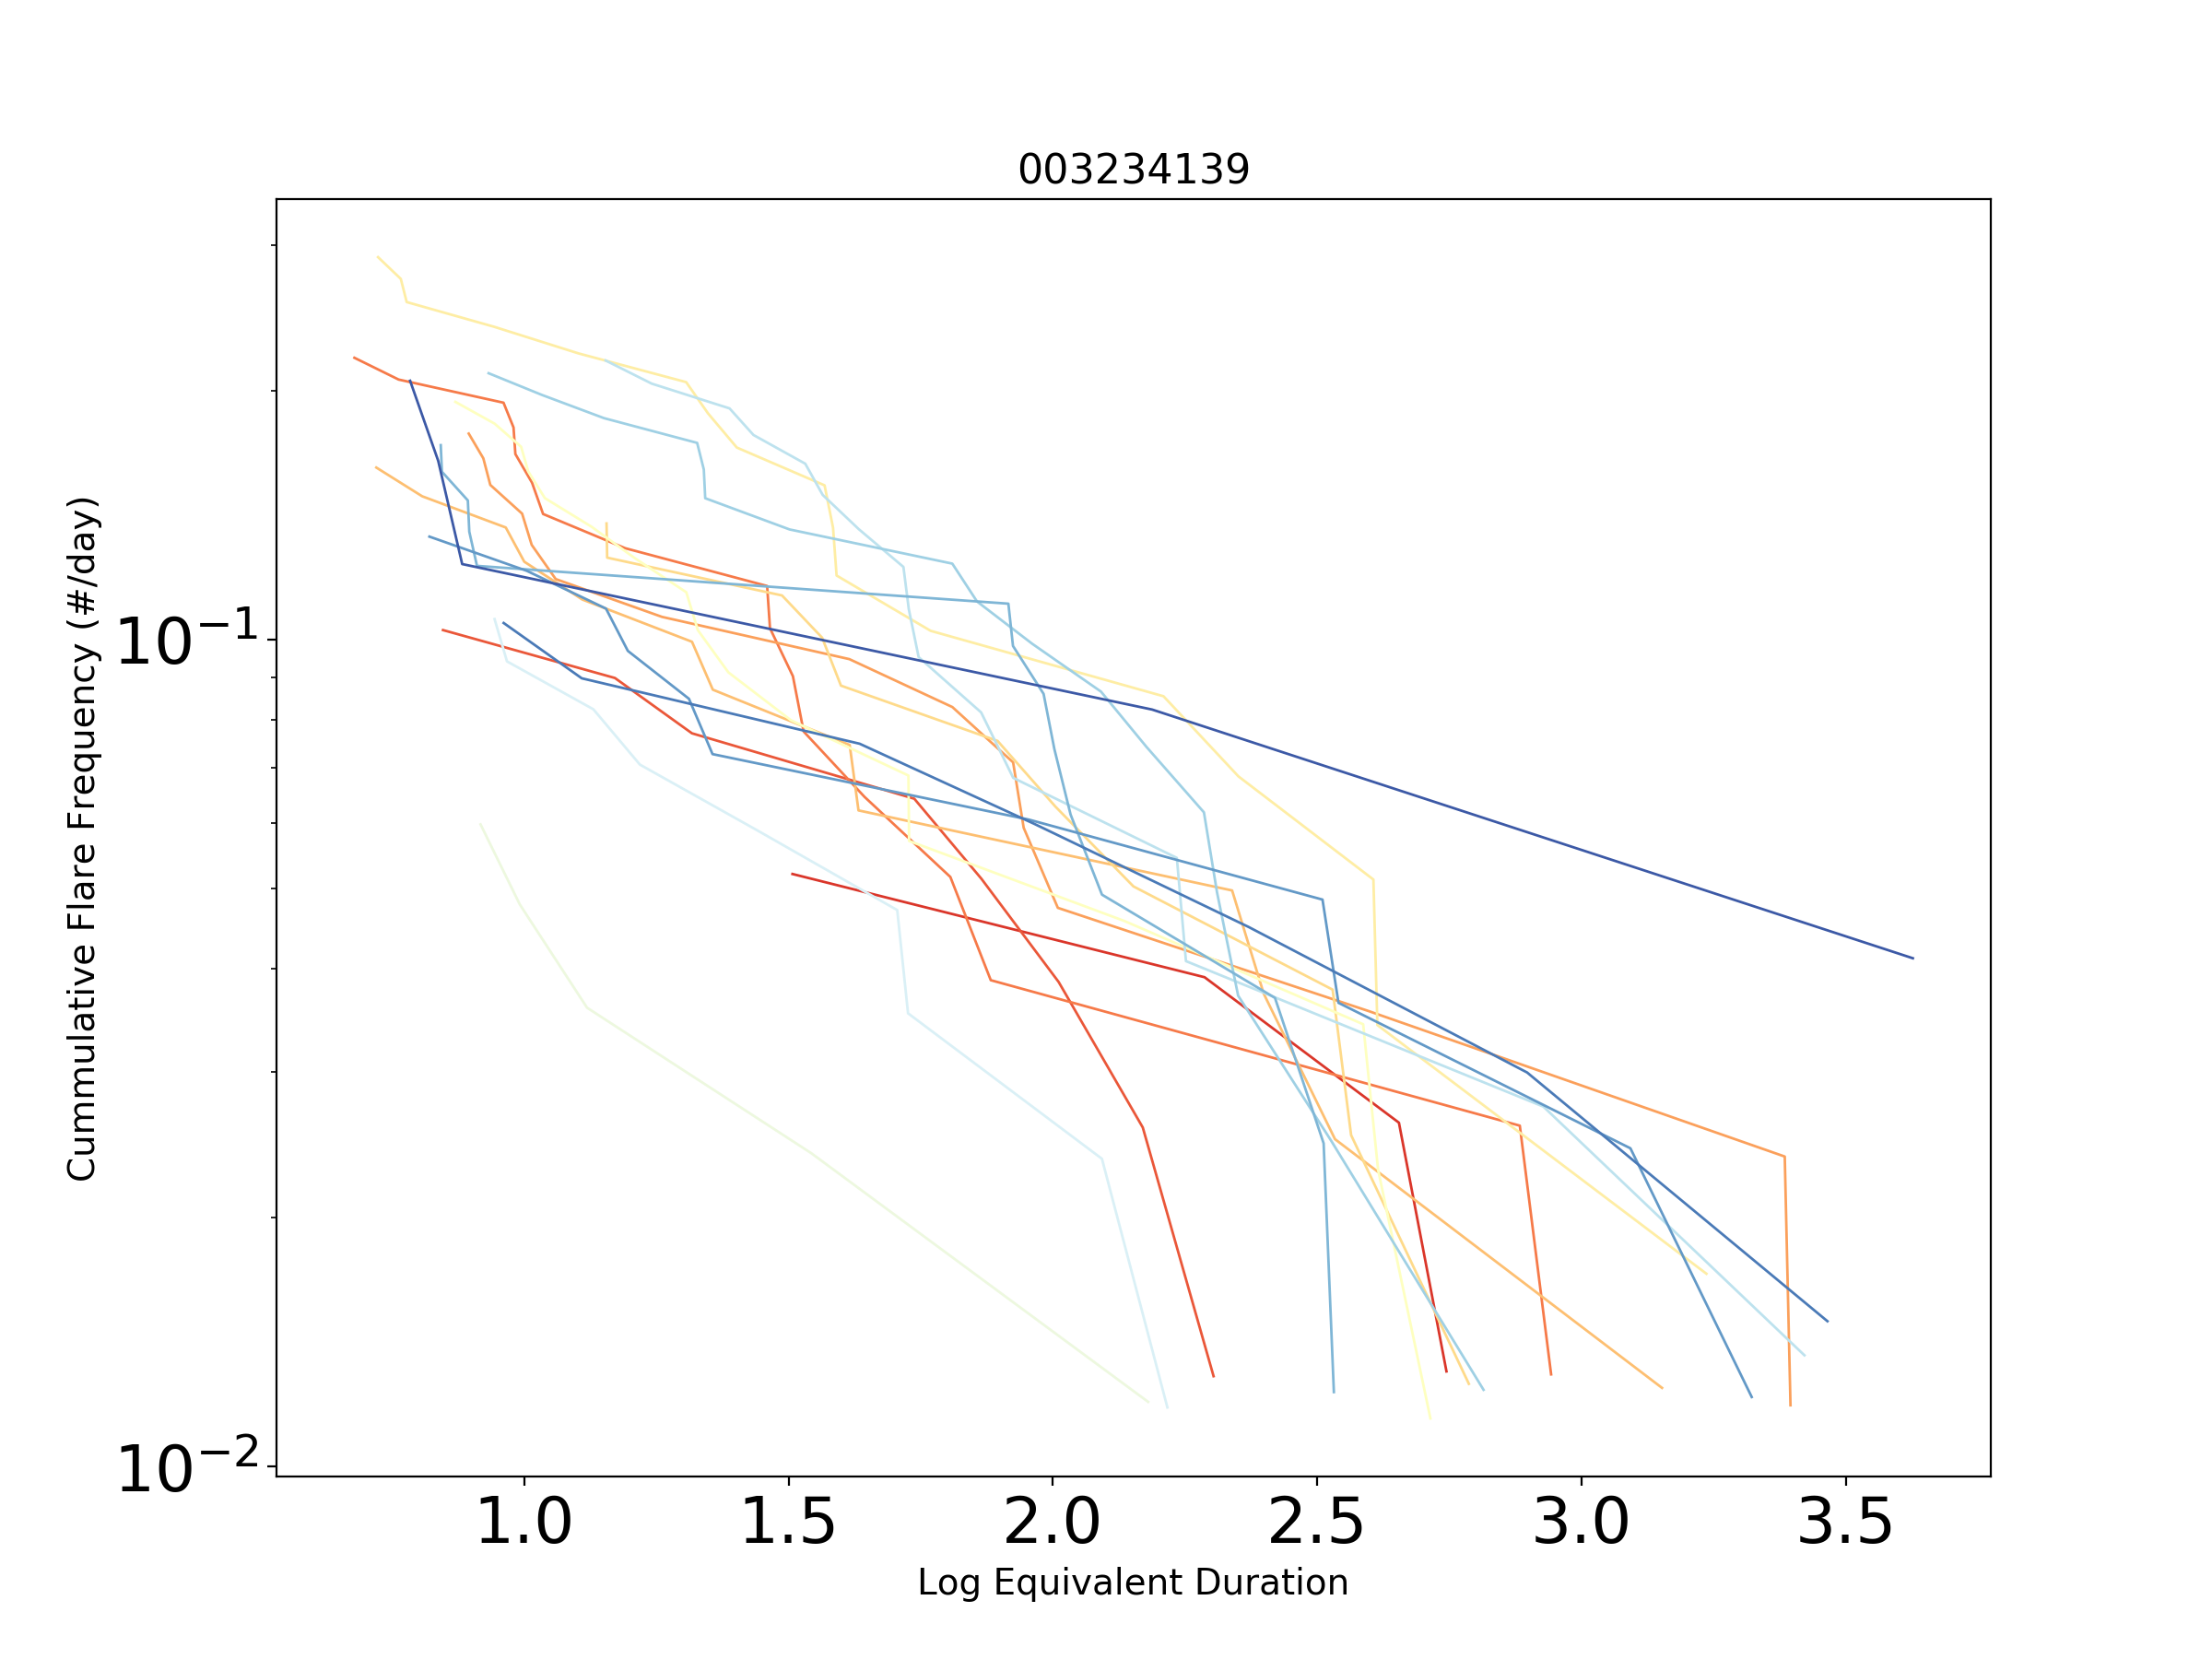 003234139
Cummulative Flare Frequency (#/day)
10⁻¹
10⁻²
1.0 1.5 2.0 2.5 3.0 3.5
Log Equivalent Duration